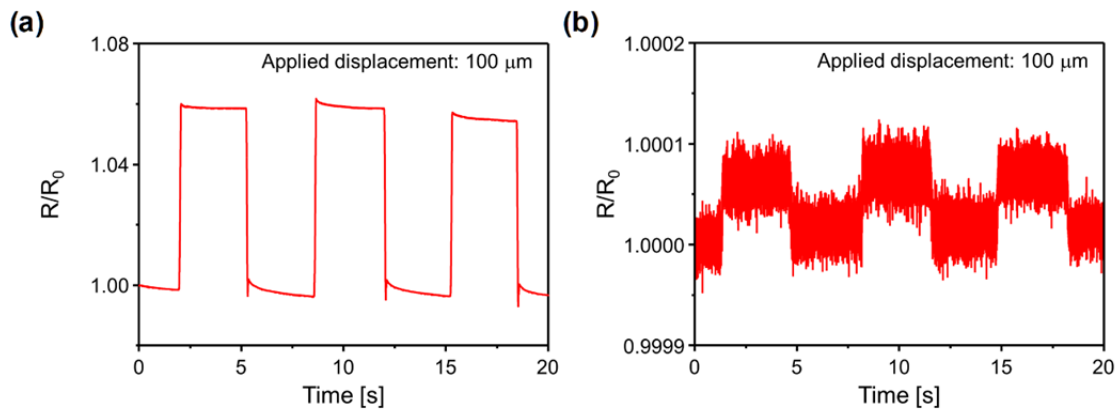 (a)
1.08
1.04
1.00
R/R0
Applied displacement: 100 μm
0 5 10 15 20
Time [s]
(b)
1.0002
1.0001
1.0000
0.9999
R/R0
Applied displacement: 100 μm
0 5 10 15 20
Time [s]